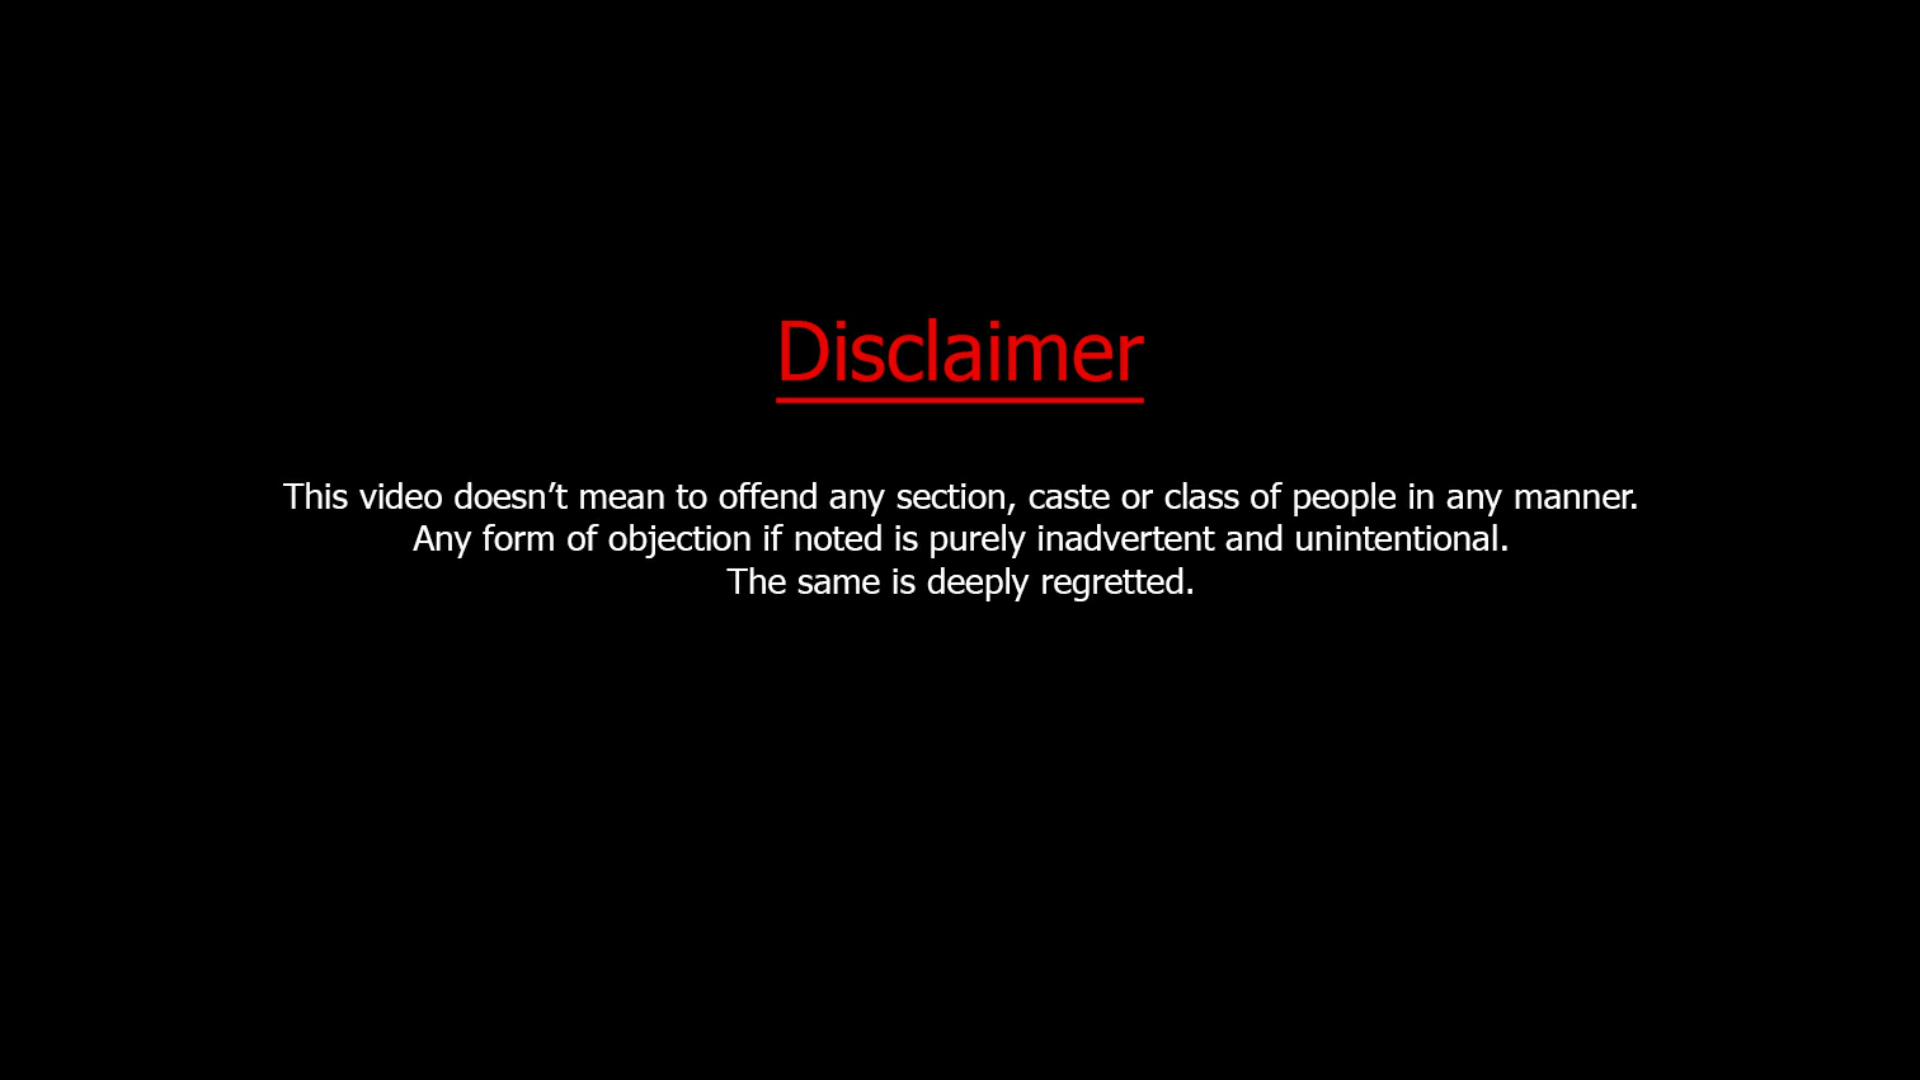 Disclaimer
This video doesn’t mean to offend any section, caste or class of people in any manner.
Any form of objection if noted is purely inadvertent and unintentional.
The same is deeply regretted.